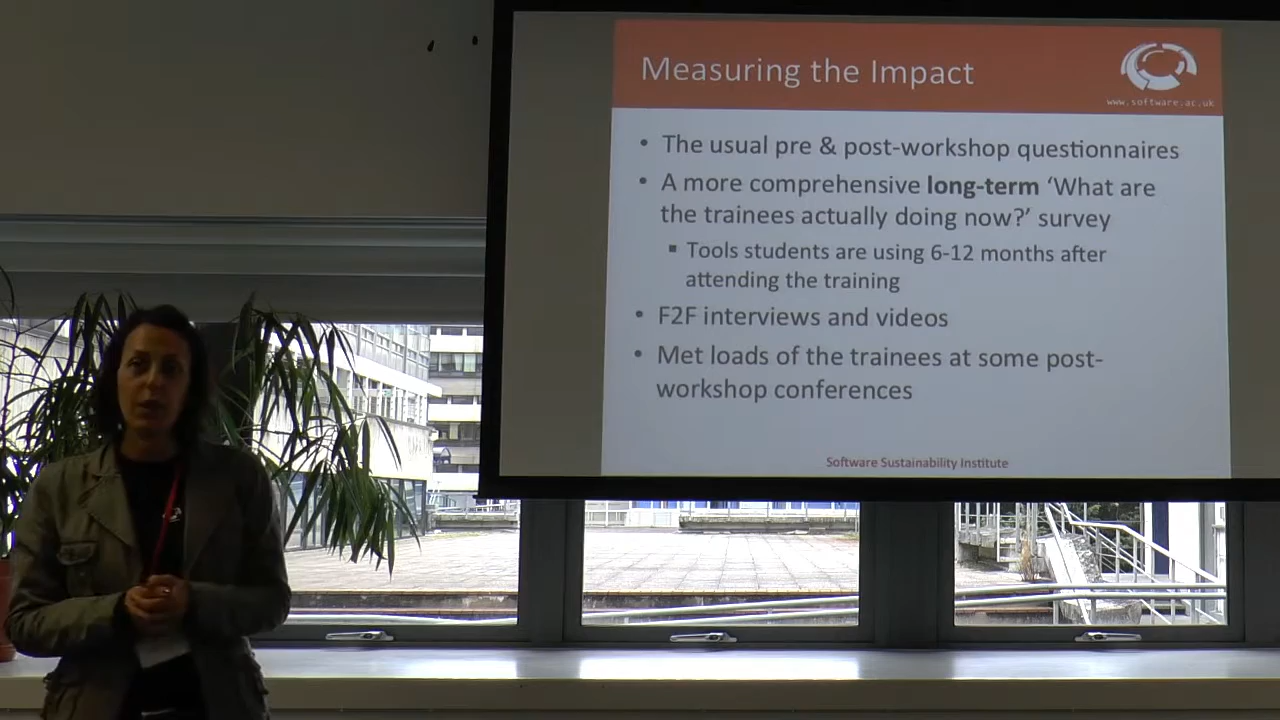 Measuring the Impact
www.software.ac.uk
• The usual pre & post-workshop questionnaires
• A more comprehensive long-term ‘What are
the trainees actually doing now?’ survey
▪ Tools students are using 6-12 months after
attending the training
• F2F interviews and videos
• Met loads of the trainees at some post-
workshop conferences
Software Sustainability Institute